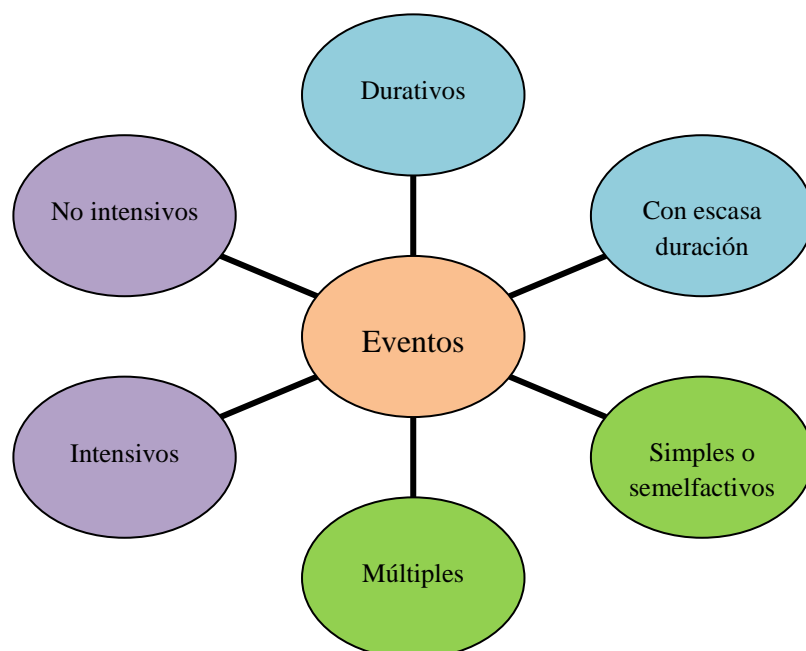 Durativos
No intensivos
Con escasa
duración
Eventos
Intensivos
Simples o
semelfactivos
Múltiples